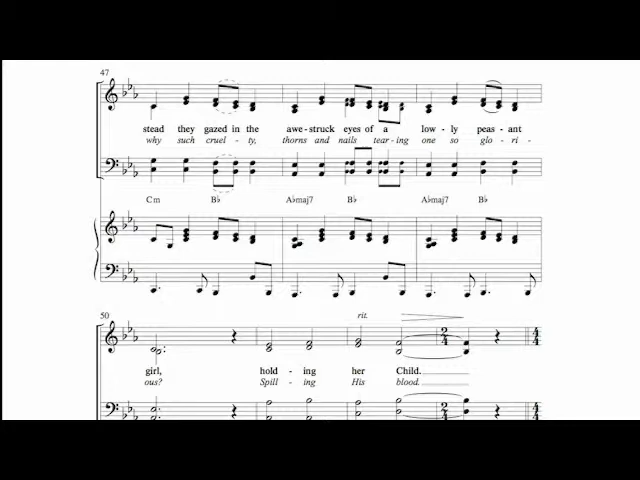 47
stead they gazed in the awe-struck eyes of a low-ly peas-ant
why such cruel-ty, thorns and nails tear-ing one so glo-ri-
Cm B♭ A♭maj7 B♭ A♭maj7 B♭
50
rit.
girl, hold-ing her Child.
ous? Spill-ing His blood.